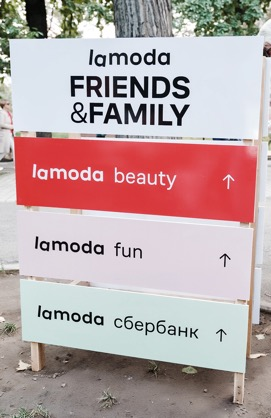 lamoda
FRIENDS
&FAMILY
lamoda beauty ↑
lamoda fun ↑
lamoda сбербанк ↑